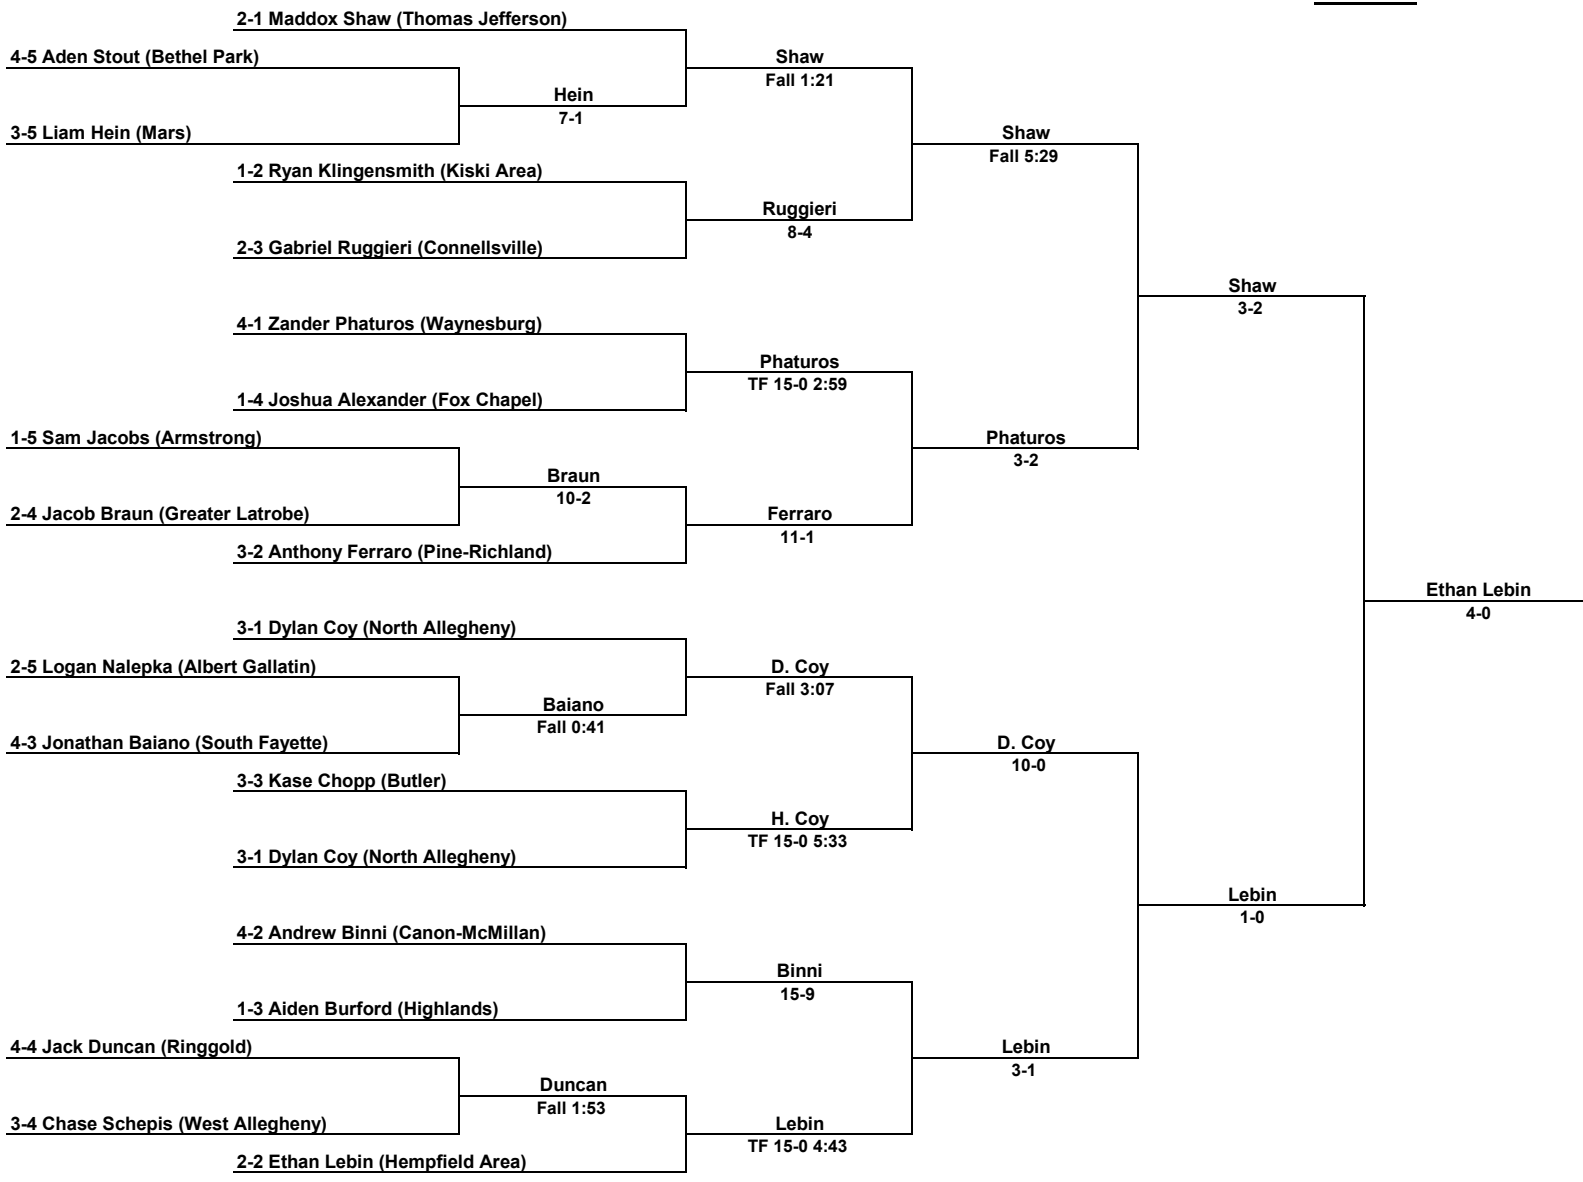 2-1 Maddox Shaw (Thomas Jefferson)
4-5 Aden Stout (Bethel Park)
Shaw
Fall 1:21
Hein
7-1
3-5 Liam Hein (Mars)
Shaw
Fall 5:29
1-2 Ryan Klingensmith (Kiski Area)
Ruggieri
8-4
2-3 Gabriel Ruggieri (Connellsville)
Shaw
3-2
4-1 Zander Phaturos (Waynesburg)
Phaturos
TF 15-0 2:59
1-4 Joshua Alexander (Fox Chapel)
1-5 Sam Jacobs (Armstrong)
Phaturos
3-2
Braun
10-2
2-4 Jacob Braun (Greater Latrobe)
Ferraro
11-1
3-2 Anthony Ferraro (Pine-Richland)
Ethan Lebin
4-0
3-1 Dylan Coy (North Allegheny)
2-5 Logan Nalepka (Albert Gallatin)
D. Coy
Fall 3:07
Baiano
Fall 0:41
4-3 Jonathan Baiano (South Fayette)
D. Coy
10-0
3-3 Kase Chopp (Butler)
H. Coy
TF 15-0 5:33
3-1 Dylan Coy (North Allegheny)
Lebin
1-0
4-2 Andrew Binni (Canon-McMillan)
Binni
15-9
1-3 Aiden Burford (Highlands)
4-4 Jack Duncan (Ringgold)
Lebin
3-1
Duncan
Fall 1:53
3-4 Chase Schepis (West Allegheny)
Lebin
TF 15-0 4:43
2-2 Ethan Lebin (Hempfield Area)